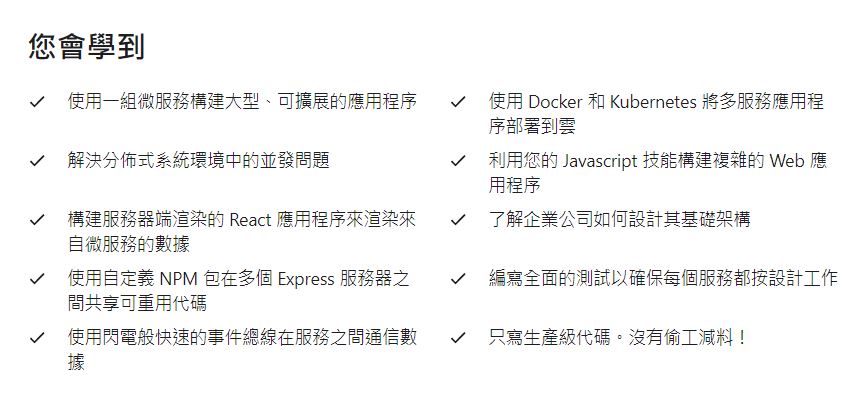 您會學到
使用一組微服務構建大型、可擴展的應用程序
解決分佈式系統環境中的並發問題
構建服務器端渲染的 React 應用程序來渲染來
自微服務的數據
使用自定義 NPM 包在多個 Express 服務器之
間共享可重用代碼
使用閃電般快速的事件總線在服務之間通信數
據
使用 Docker 和 Kubernetes 將多服務應用程
序部署到雲
利用您的 Javascript 技能構建複雜的 Web 應
用程序
了解企業公司如何設計其基礎架構
編寫全面的測試以確保每個服務都按設計工作
只寫生產級代碼。沒有偷工減料！